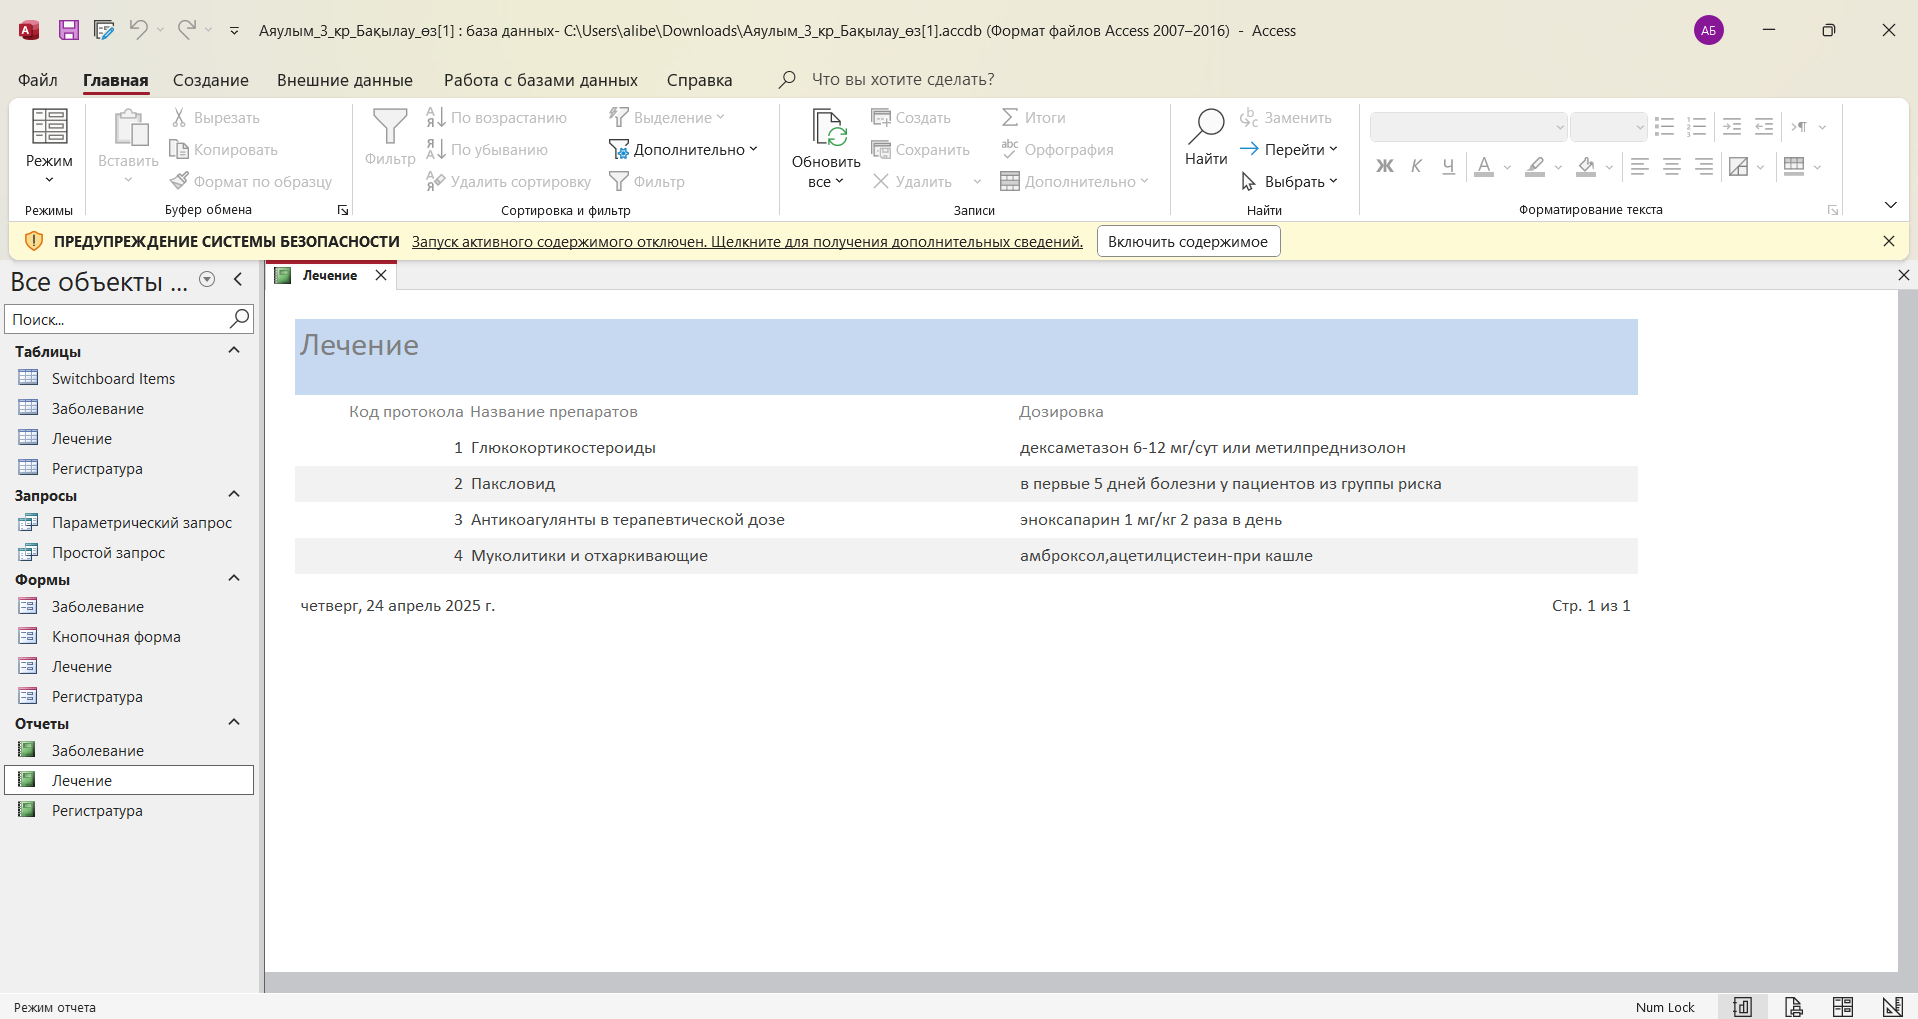 Аяулым_3_кр_Бақылау_өз[1] : база данных- C:\Users\alibe\Downloads\Аяулым_3_кр_Бақылау_өз[1].accdb (Формат файлов Access 2007–2016) - Access
АБ
Файл Главная Создание Внешние данные Работа с базами данных Справка Что вы хотите сделать?
Режим
Режимы
Вставить
Вырезать
Копировать
Формат по образцу
Буфер обмена
Фильтр
По возрастанию
По убыванию
Удалить сортировку
Выделение
Дополнительно
Фильтр
Сортировка и фильтр
Обновить
все
Создать
Сохранить
Удалить
Итоги
Орфография
Дополнительно
Записи
Найти
Заменить
Перейти
Выбрать
Найти
Ж К Ч А
Форматирование текста
ПРЕДУПРЕЖДЕНИЕ СИСТЕМЫ БЕЗОПАСНОСТИ Запуск активного содержимого отключен. Щелкните для получения дополнительных сведений. Включить содержимое
Все объекты ...
Поиск...
Таблицы
Switchboard Items
Заболевание
Лечение
Регистратура
Запросы
Параметрический запрос
Простой запрос
Формы
Заболевание
Кнопочная форма
Лечение
Регистратура
Отчеты
Заболевание
Лечение
Регистратура
Лечение
Лечение
Код протокола Название препаратов Дозировка
1 Глюкокортикостероиды дексаметазон 6-12 мг/сут или метилпреднизолон
2 Паксловид в первые 5 дней болезни у пациентов из группы риска
3 Антикоагулянты в терапевтической дозе эноксапарин 1 мг/кг 2 раза в день
4 Муколитики и отхаркивающие амброксол,ацетилцистеин-при кашле
четверг, 24 апрель 2025 г. Стр. 1 из 1
Режим отчета Num Lock